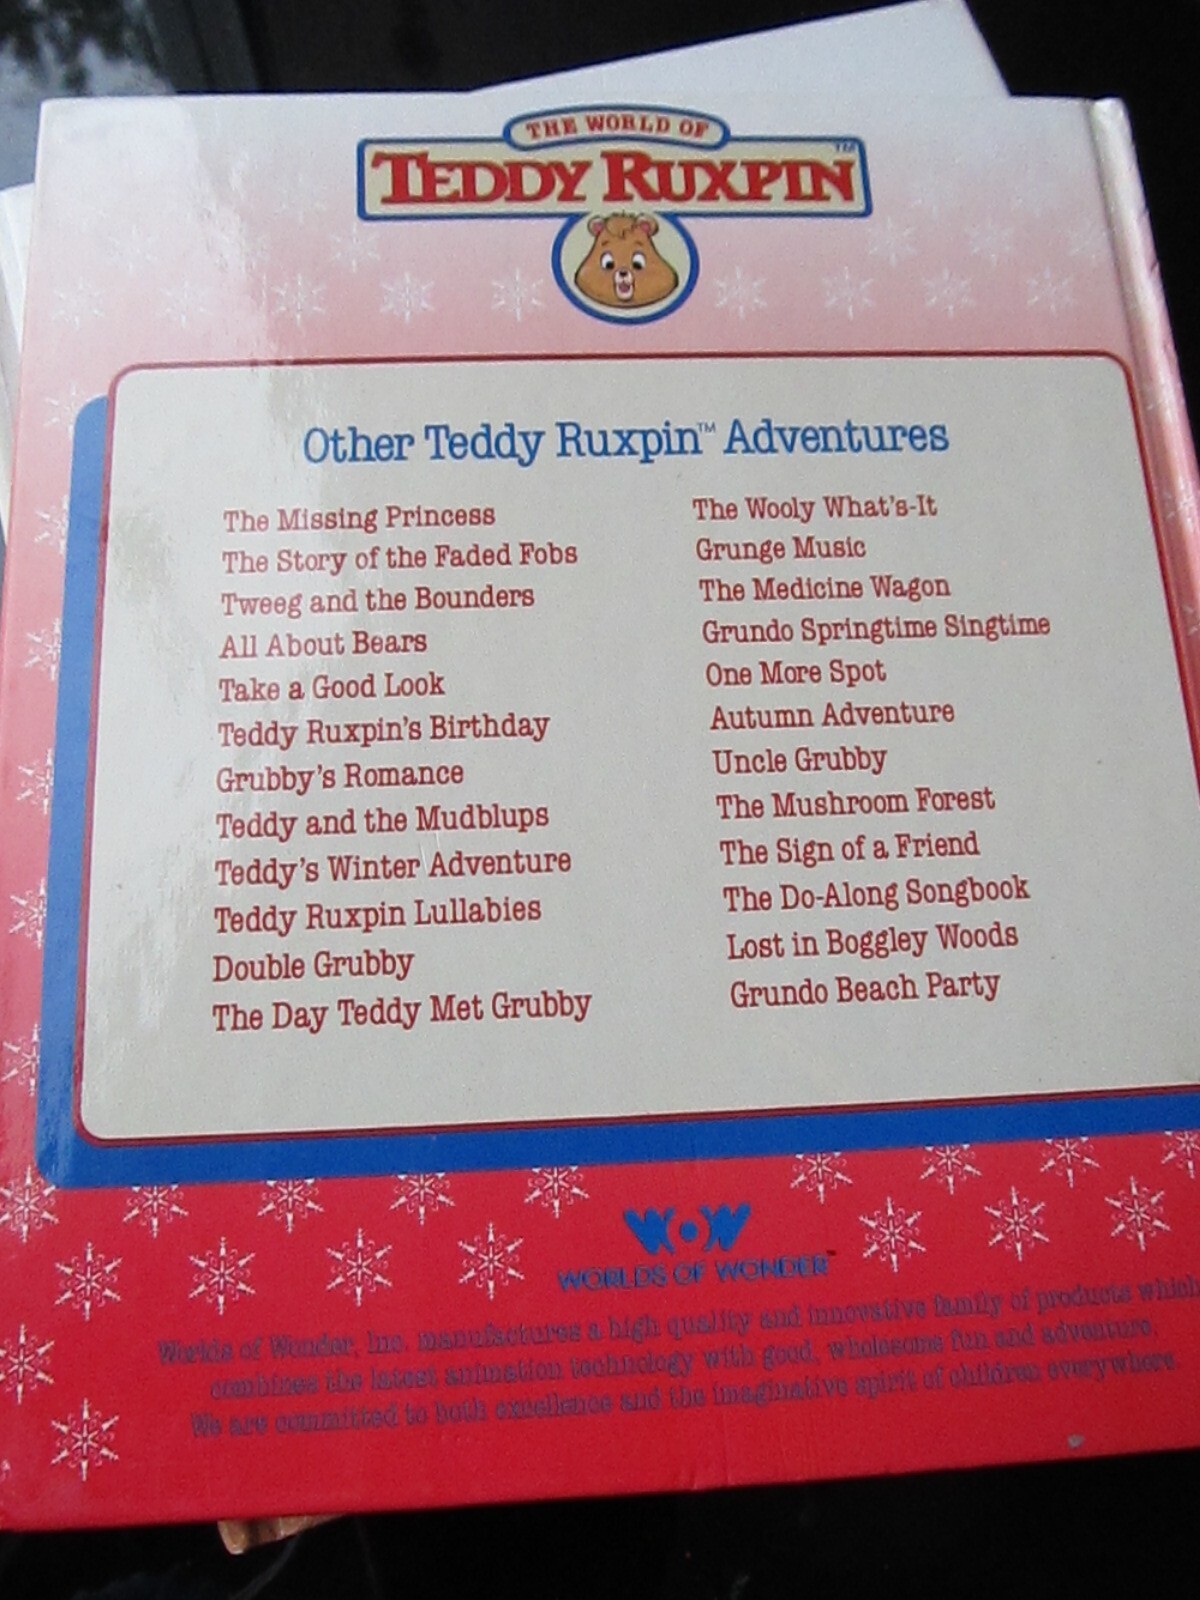 THE WORLD OF
TEDDY RUXPIN™
Other Teddy Ruxpin™ Adventures
The Missing Princess
The Story of the Faded Fobs
Tweeg and the Bounders
All About Bears
Take a Good Look
Teddy Ruxpin's Birthday
Grubby's Romance
Teddy and the Mudblups
Teddy's Winter Adventure
Teddy Ruxpin Lullabies
Double Grubby
The Day Teddy Met Grubby
The Wooly What's-It
Grunge Music
The Medicine Wagon
Grundo Springtime Singtime
One More Spot
Autumn Adventure
Uncle Grubby
The Mushroom Forest
The Sign of a Friend
The Do-Along Songbook
Lost in Boggley Woods
Grundo Beach Party
WOW
WORLDS OF WONDER™
Worlds of Wonder, Inc. manufactures a high quality and innovative family of products which
combines the latest animation technology with good, wholesome fun and adventure.
We are committed to both excellence and the imaginative spirit of children everywhere.